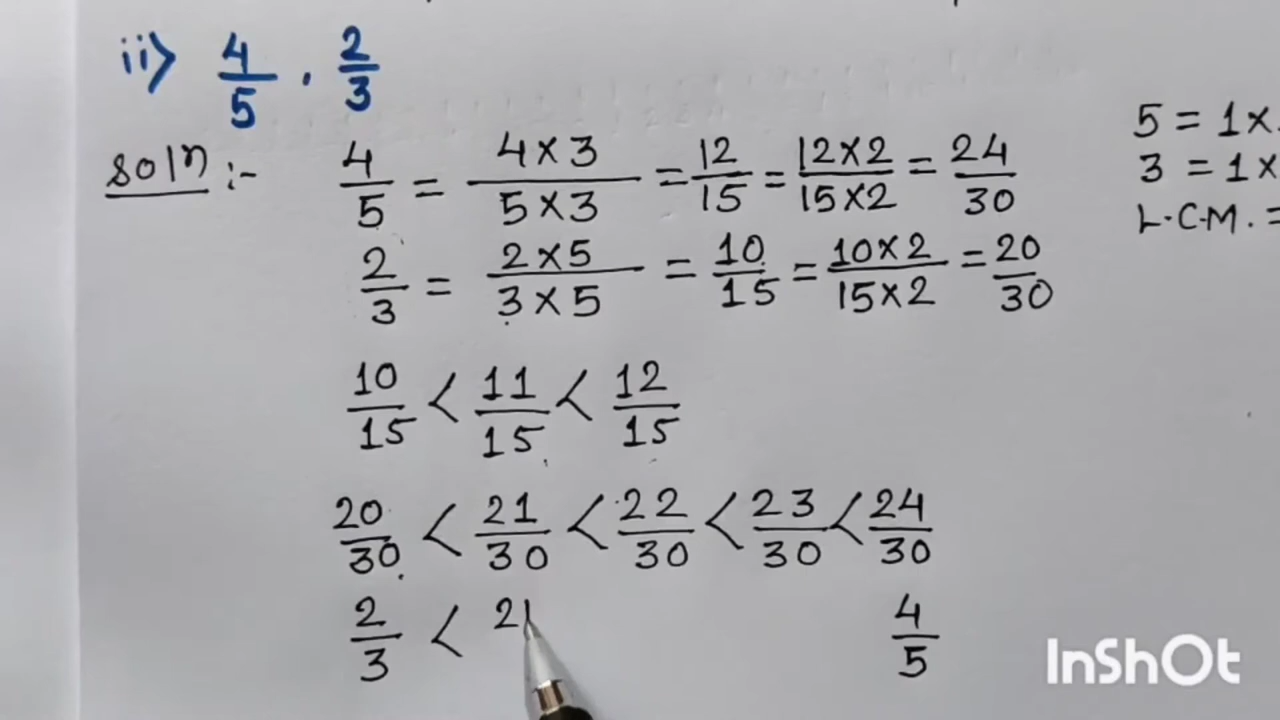 ii) 4/5 . 2/3
soln :- 4/5 = 4×3/5×3 = 12/15 = 12×2/15×2 = 24/30
2/3 = 2×5/3×5 = 10/15 = 10×2/15×2 = 20/30
5 = 1×
3 = 1×
L.C.M. =
10/15 < 11/15 < 12/15
20/30 < 21/30 < 22/30 < 23/30 < 24/30
2/3 < 21 4/5
InShOt